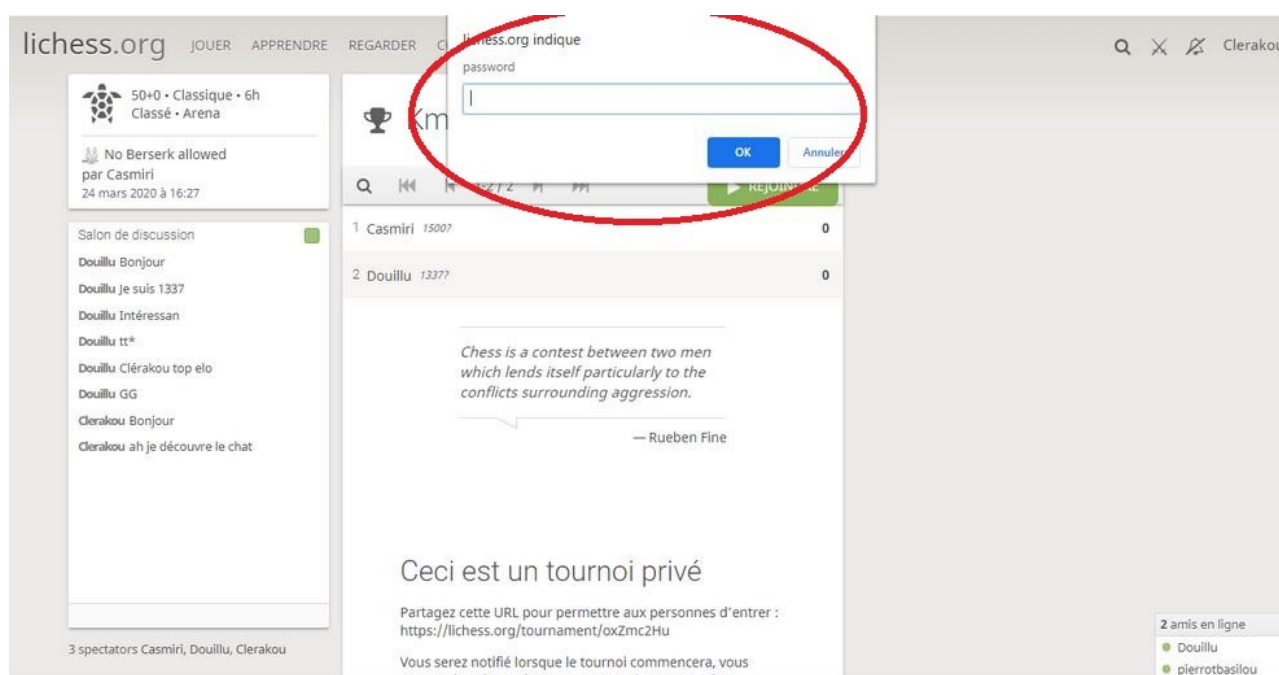 lichess.org JOUER APPRENDRE REGARDER
Clerakou
lichess.org indique
password
OK Annuler
50+0 • Classique • 6h
Classé • Arena
No Berserk allowed
par Casmiri
24 mars 2020 à 16:27
Km
1-2 / 2
REJOINDRE
1 Casmiri 1500? 0
2 Douillu 1337? 0
Salon de discussion
Douillu Bonjour
Douillu Je suis 1337
Douillu Intéressan
Douillu tt*
Douillu Clérakou top elo
Douillu GG
Clerakou Bonjour
Clerakou ah je découvre le chat
3 spectators Casmiri, Douillu, Clerakou
Chess is a contest between two men
which lends itself particularly to the
conflicts surrounding aggression.
— Rueben Fine
Ceci est un tournoi privé
Partagez cette URL pour permettre aux personnes d'entrer :
https://lichess.org/tournament/oxZmc2Hu
Vous serez notifié lorsque le tournoi commencera, vous
2 amis en ligne
Douillu
pierrotbasilou